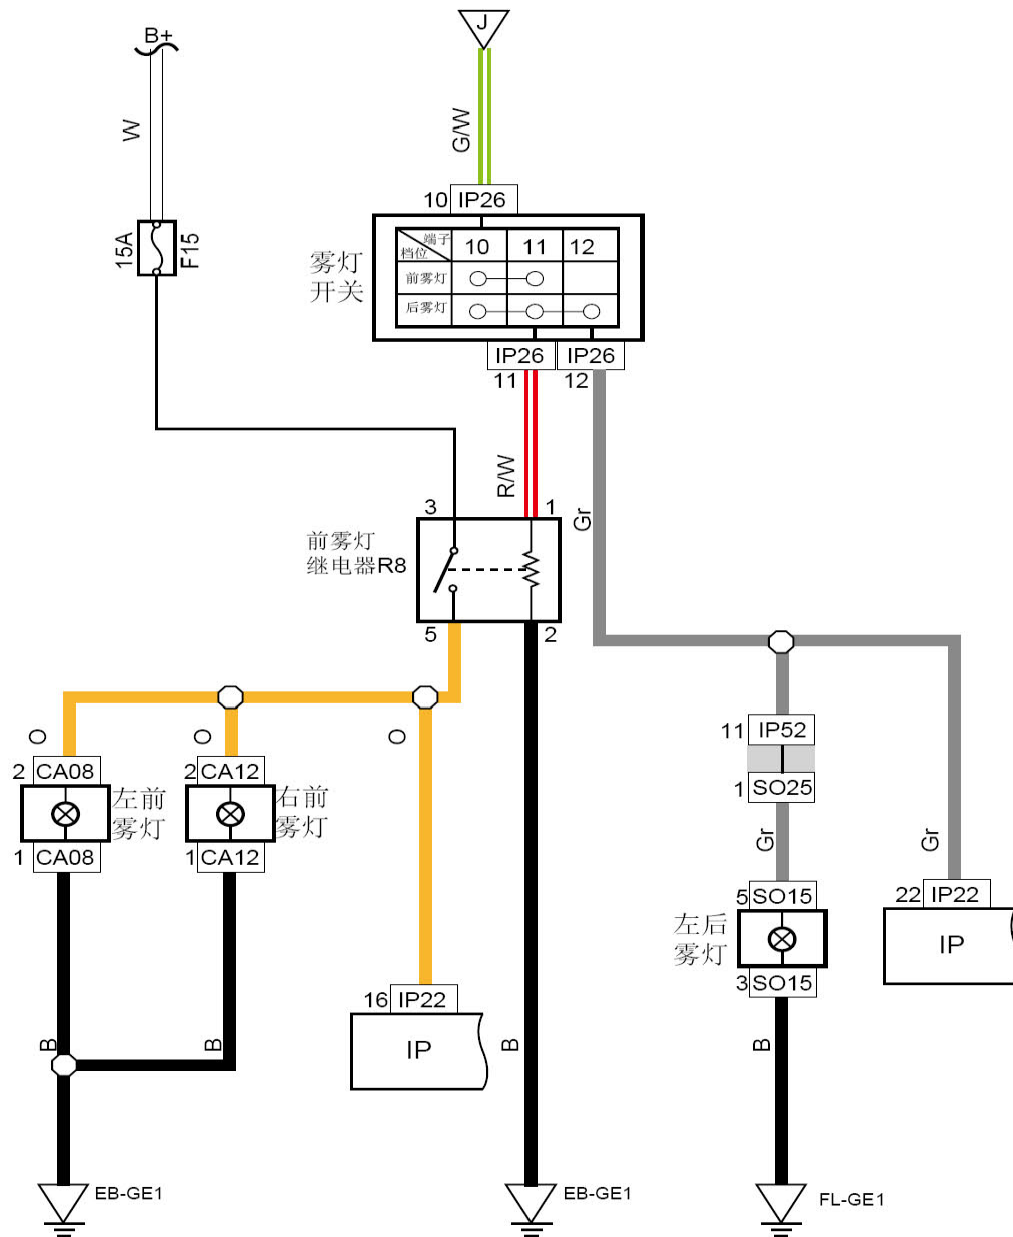 B+
J
W
G/W
10 IP26
15A
F15
雾灯
开关
端子
档位
10 11 12
前雾灯
后雾灯
IP26 IP26
11 12
R/W
Gr
3 1
前雾灯
继电器R8
5 2
O O O
11 IP52
1 SO25
2 CA08
2 CA12
左前
雾灯
右前
雾灯
1 CA08
1 CA12
Gr Gr
5 SO15
22 IP22
左后
雾灯
IP
3 SO15
16 IP22
IP
B B B B
EB-GE1
EB-GE1
FL-GE1